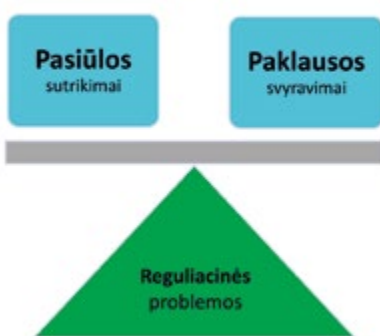 Pasiūlos
sutrikimai
Paklausos
svyravimai
Reguliacinės
problemos